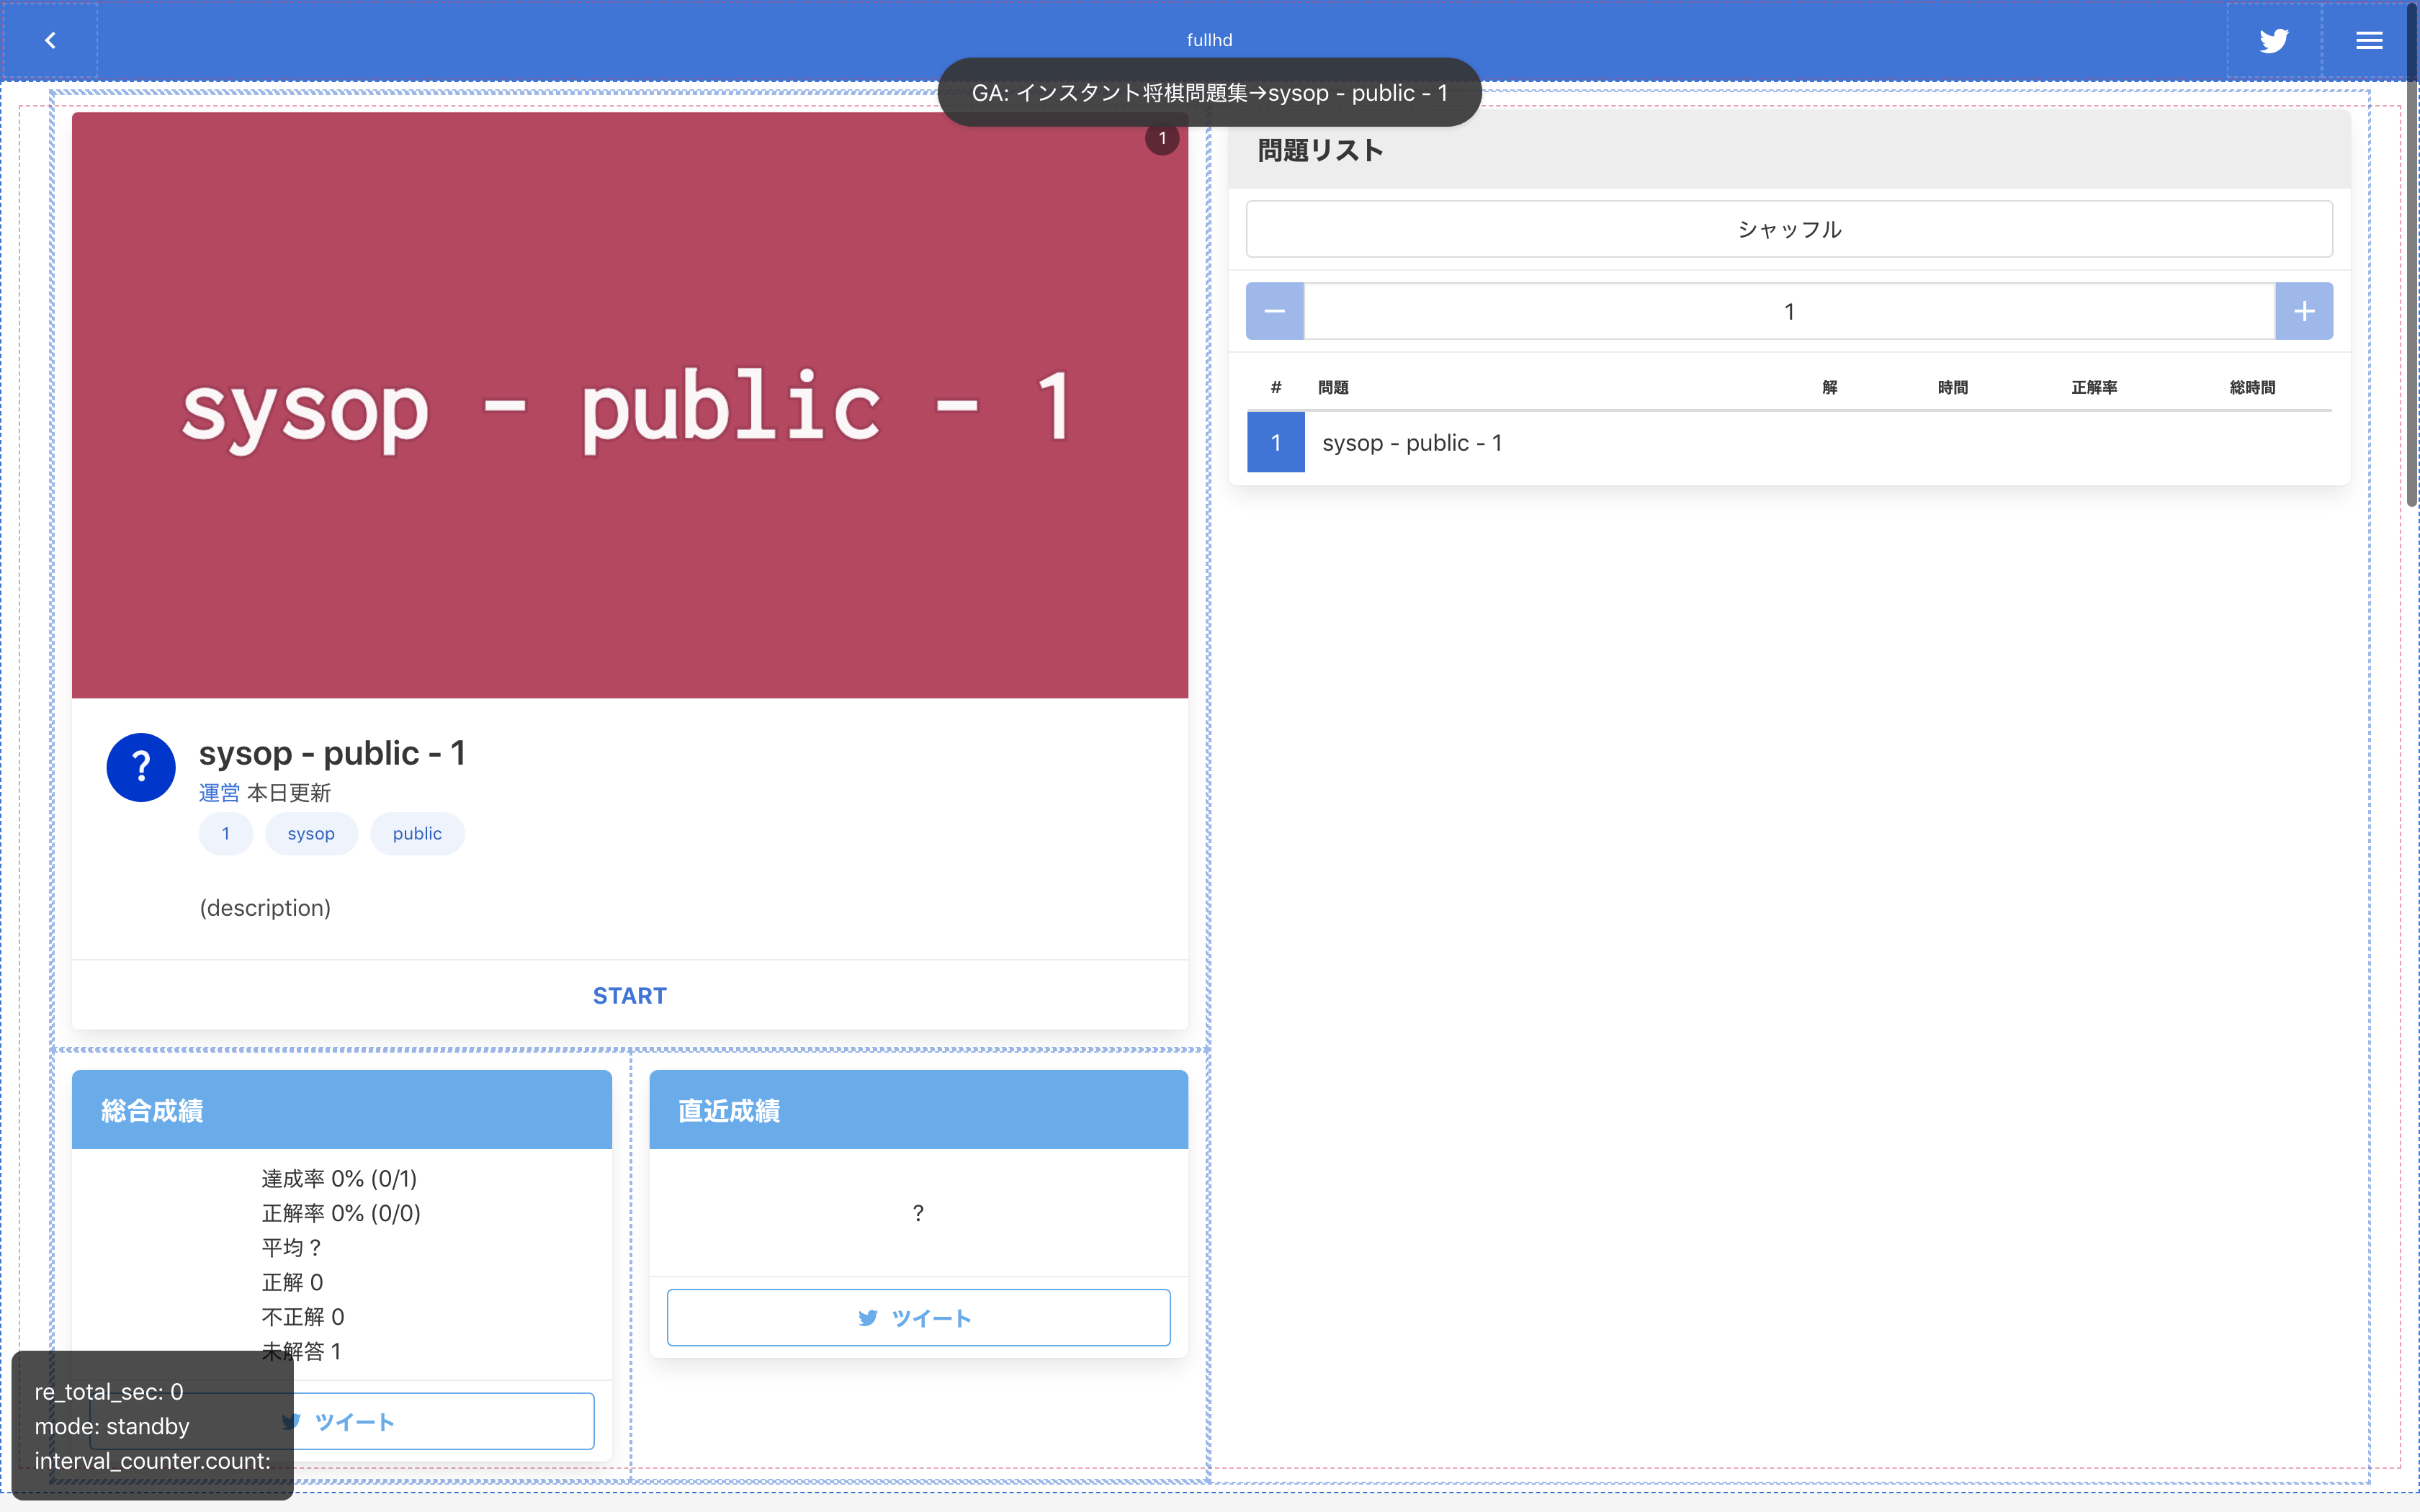 fullhd
GA: インスタント将棋問題集→sysop - public - 1
1
sysop - public - 1
?
sysop - public - 1
運営 本日更新
1 sysop public
(description)
START
総合成績
達成率 0% (0/1)
正解率 0% (0/0)
平均 ?
正解 0
不正解 0
未解答 1
ツイート
直近成績
?
ツイート
問題リスト
シャッフル
1
# 問題 解 時間 正解率 総時間
1 sysop - public - 1
re_total_sec: 0
mode: standby
interval_counter.count: